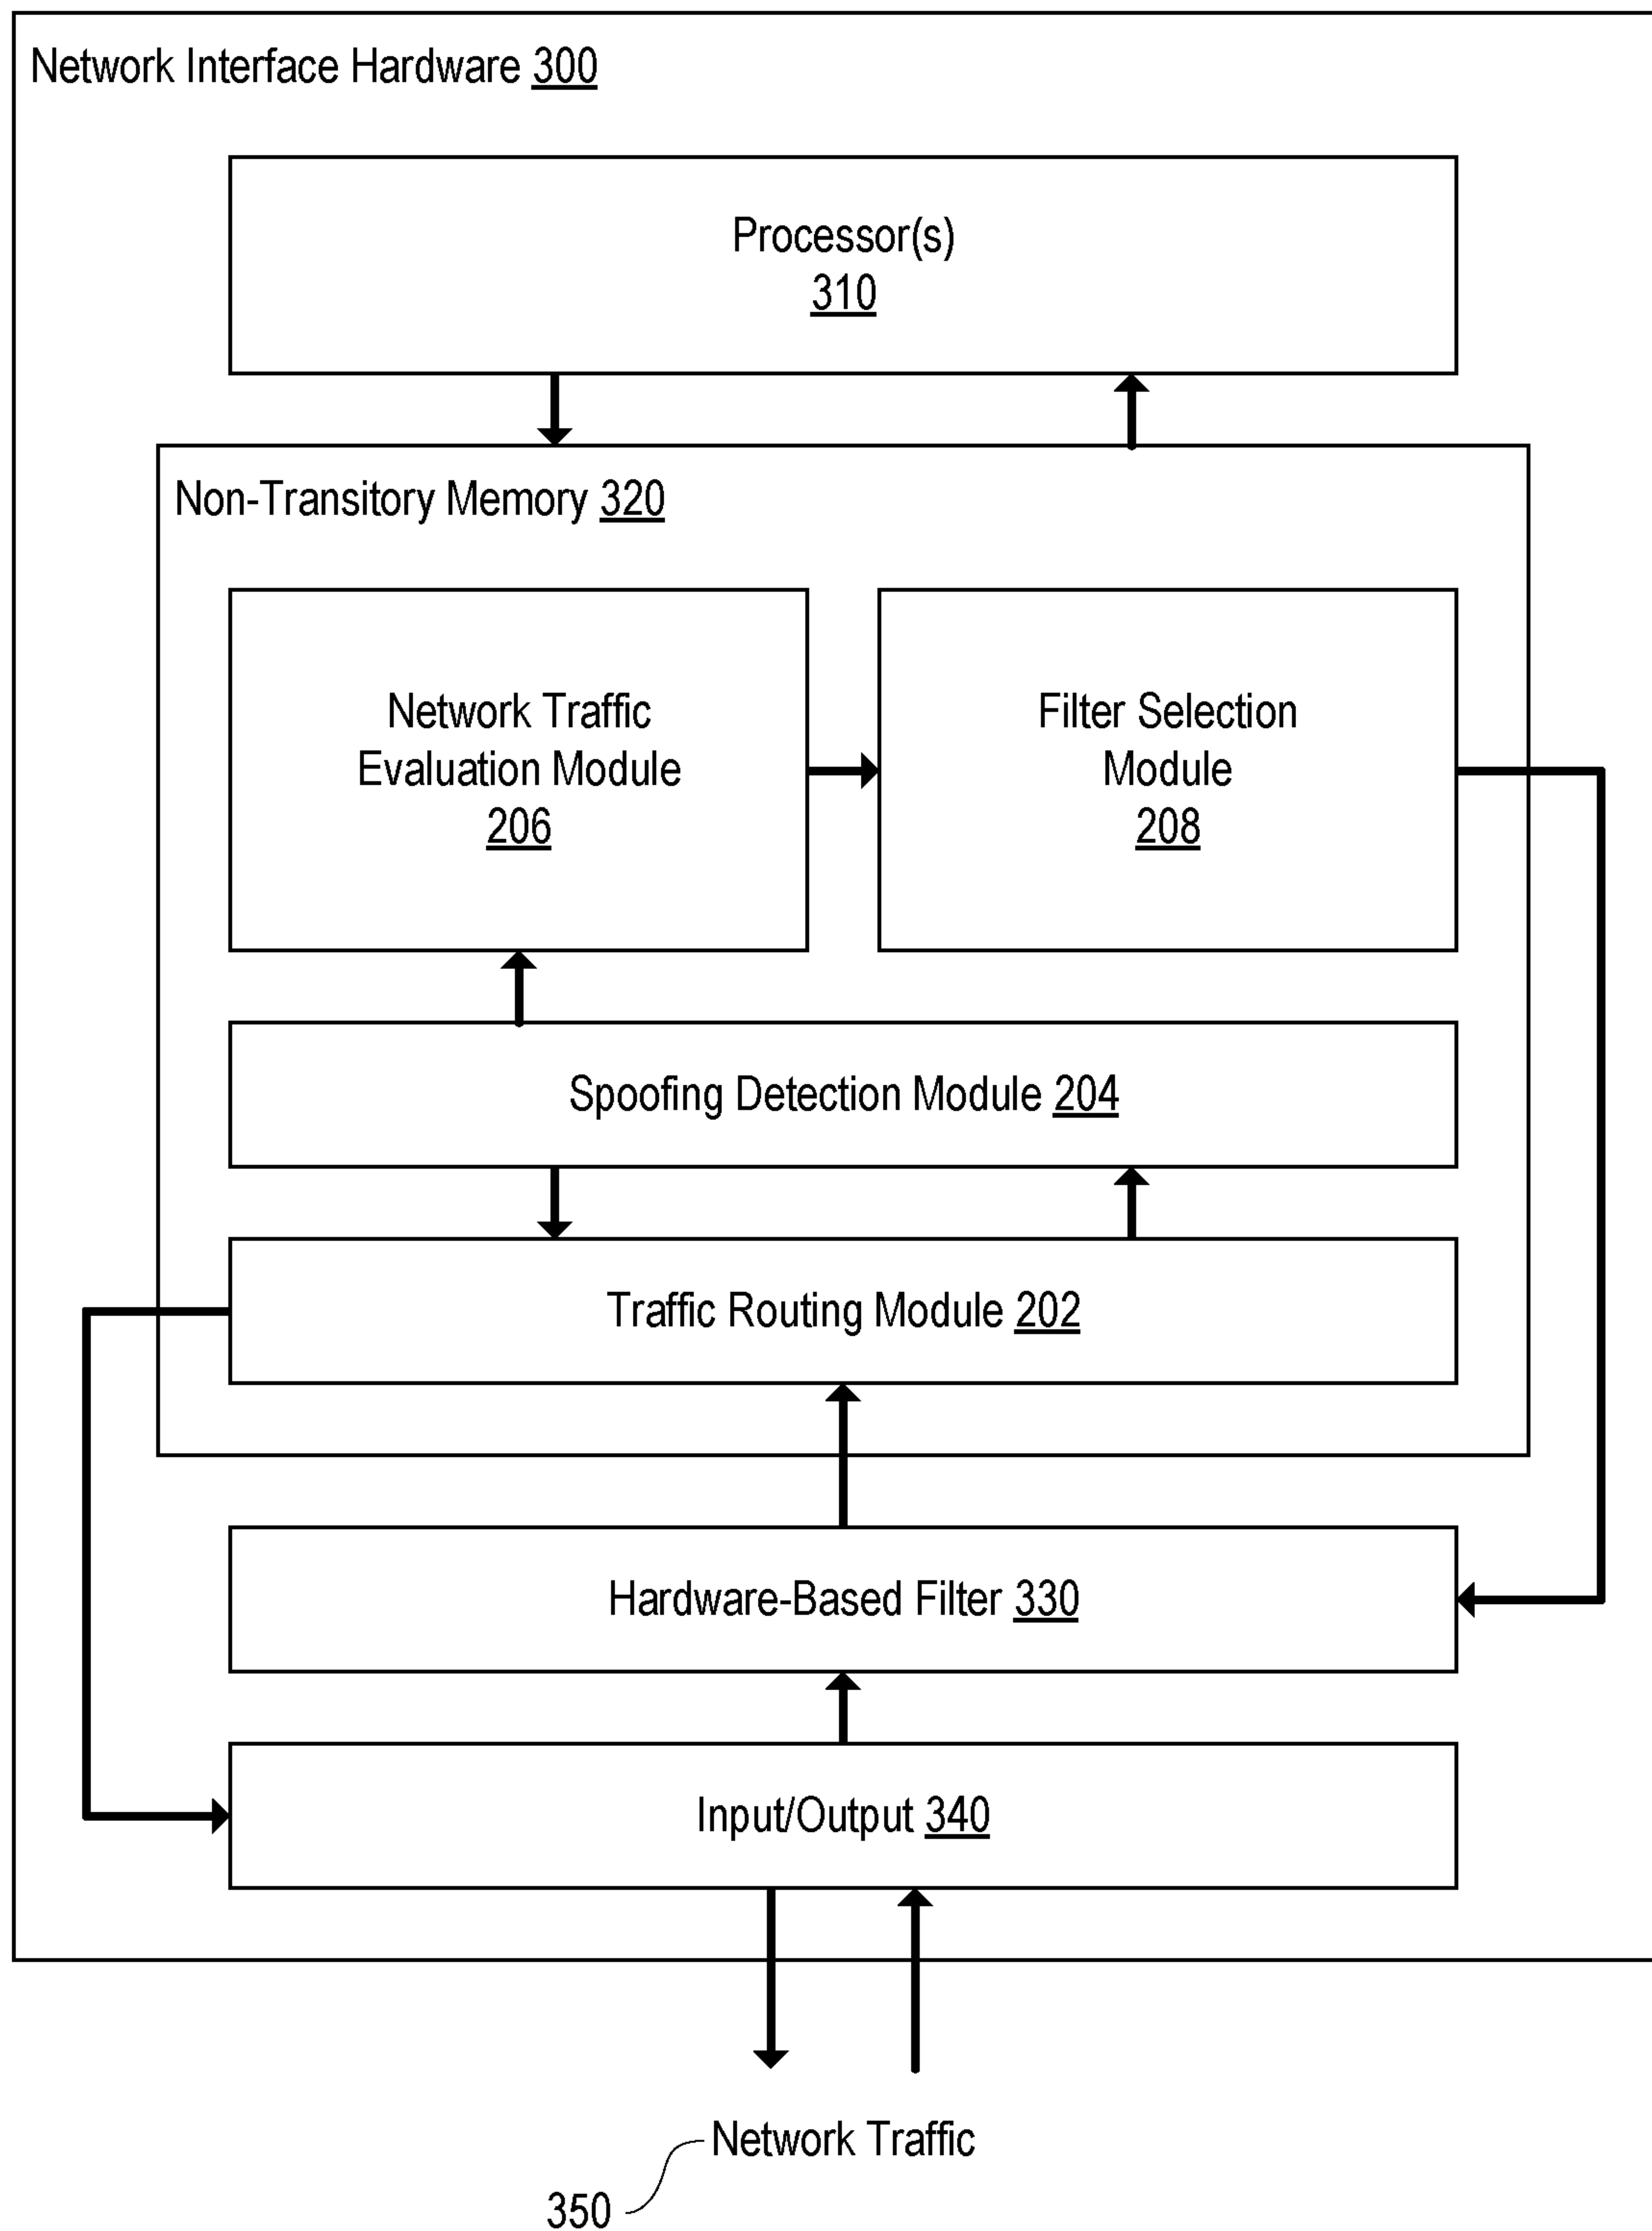 Network Interface Hardware 300
Processor(s)
310
Non-Transitory Memory 320
Network Traffic
Evaluation Module
206
Filter Selection
Module
208
Spoofing Detection Module 204
Traffic Routing Module 202
Hardware-Based Filter 330
Input/Output 340
Network Traffic
350